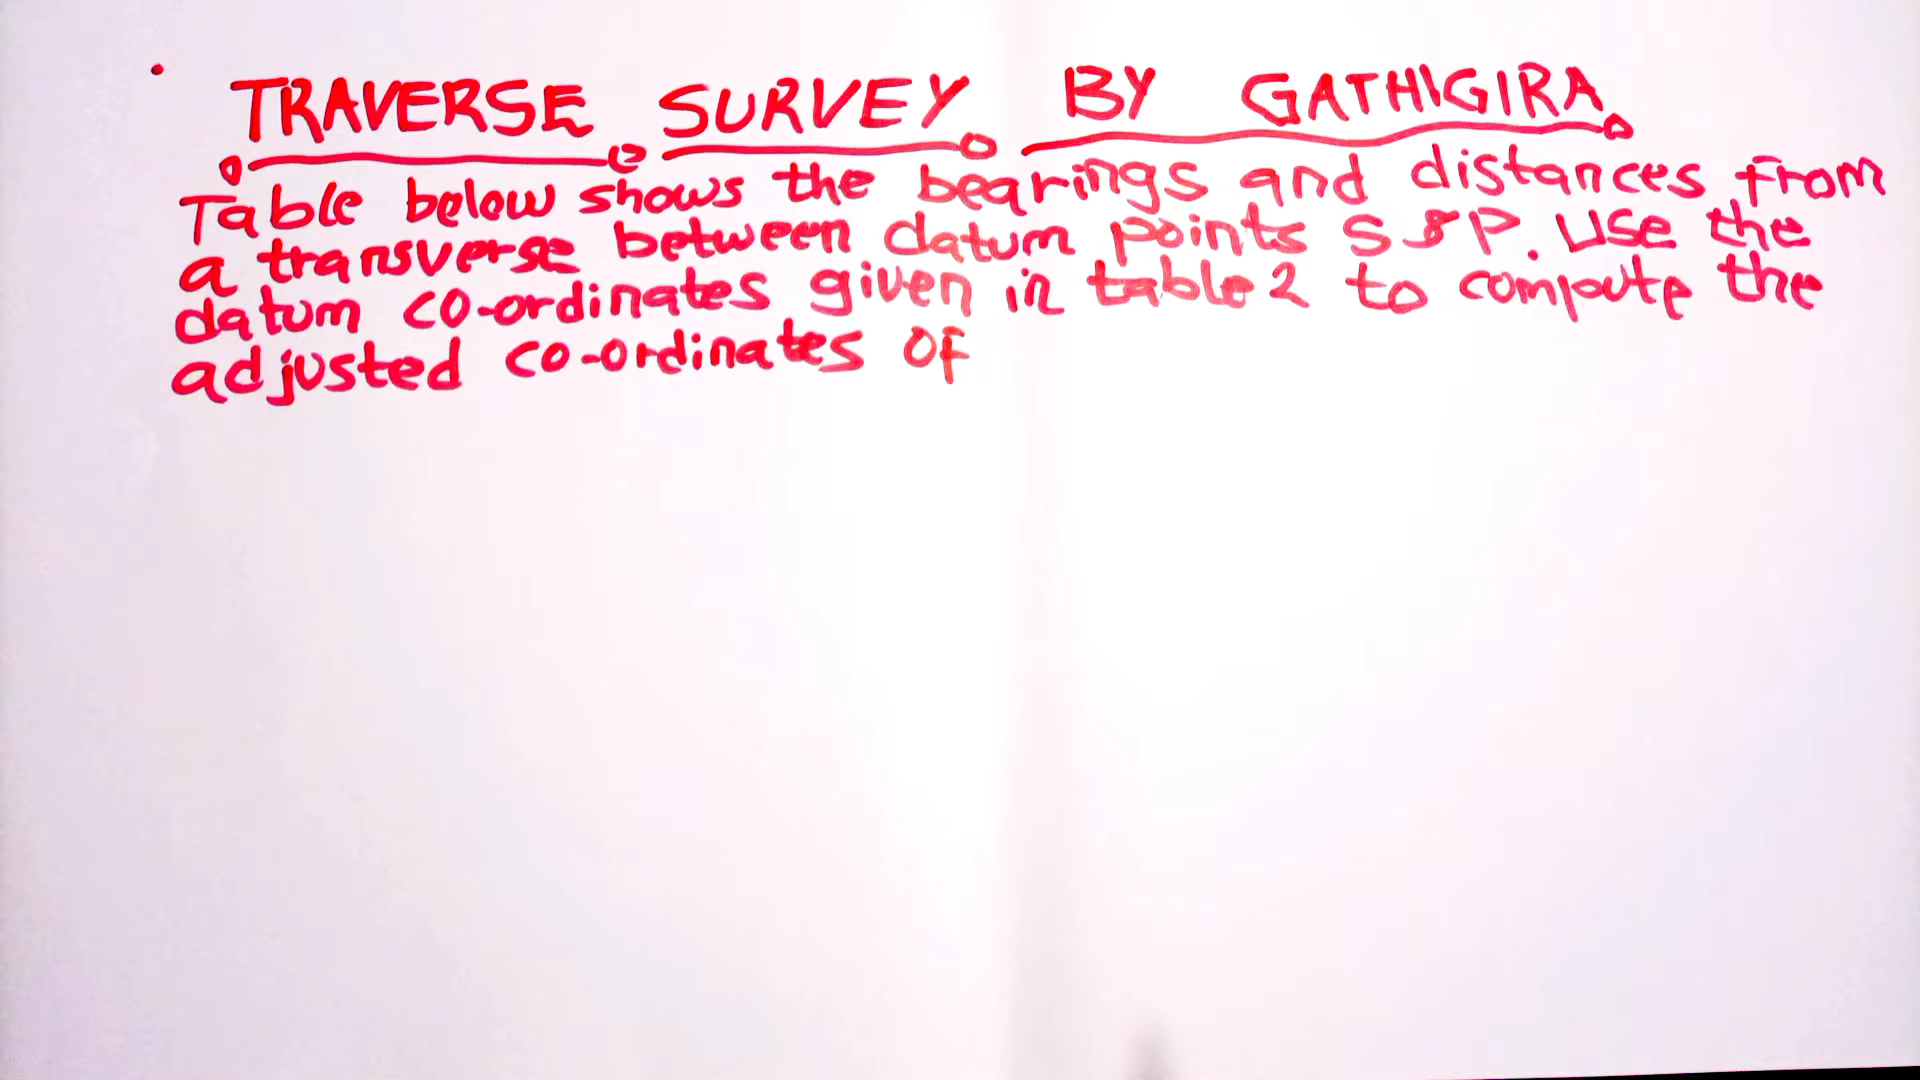 TRAVERSE SURVEY BY GATHIGIRA
Table below shows the bearings and distances from
a transverse between datum points S & P. Use the
datum co-ordinates given in table 2 to compute the
adjusted co-ordinates of